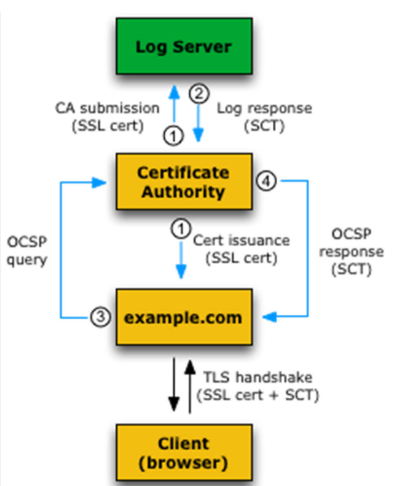 Log Server
CA submission
(SSL cert)
1
2
Log response
(SCT)
Certificate
Authority
4
1
Cert issuance
(SSL cert)
OCSP
query
OCSP
response
(SCT)
3
example.com
TLS handshake
(SSL cert + SCT)
Client
(browser)